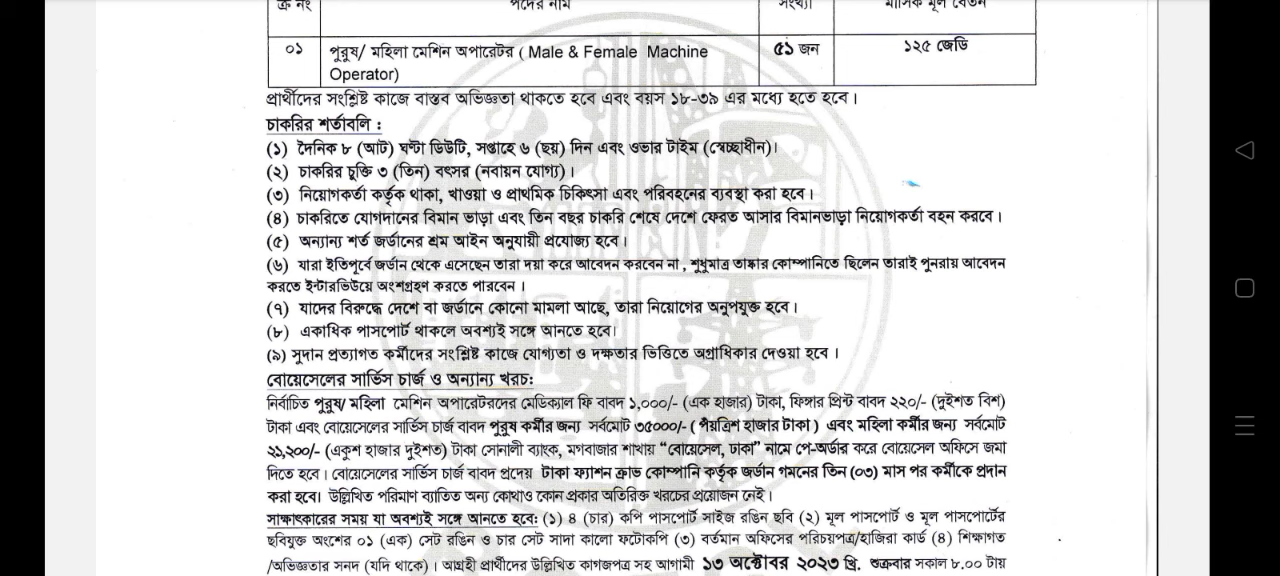 ক্র নং পদের নাম সংখ্যা মাসিক মূল বেতন
০১ পুরুষ/ মহিলা মেশিন অপারেটর ( Male & Female Machine Operator) ৫১ জন ১২৫ জেডি
প্রার্থীদের সংশ্লিষ্ট কাজে বাস্তব অভিজ্ঞতা থাকতে হবে এবং বয়স ১৮-৩৯ এর মধ্যে হতে হবে।
চাকরির শর্তাবলি :
(১) দৈনিক ৮ (আট) ঘণ্টা ডিউটি, সপ্তাহে ৬ (ছয়) দিন এবং ওভার টাইম (স্বেচ্ছাধীন)।
(২) চাকরির চুক্তি ৩ (তিন) বৎসর (নবায়ন যোগ্য)।
(৩) নিয়োগকর্তা কর্তৃক থাকা, খাওয়া ও প্রাথমিক চিকিৎসা এবং পরিবহনের ব্যবস্থা করা হবে।
(৪) চাকরিতে যোগদানের বিমান ভাড়া এবং তিন বছর চাকরি শেষে দেশে ফেরত আসার বিমানভাড়া নিয়োগকর্তা বহন করবে।
(৫) অন্যান্য শর্ত জর্ডানের শ্রম আইন অনুযায়ী প্রযোজ্য হবে।
(৬) যারা ইতিপূর্বে জর্ডান থেকে এসেছেন তারা দয়া করে আবেদন করবেন না , শুধুমাত্র তাস্কার কোম্পানিতে ছিলেন তারাই পুনরায় আবেদন
করতে ইন্টারভিউয়ে অংশগ্রহণ করতে পারবেন ।
(৭) যাদের বিরুদ্ধে দেশে বা জর্ডানে কোনো মামলা আছে, তারা নিয়োগের অনুপযুক্ত হবে।
(৮) একাধিক পাসপোর্ট থাকলে অবশ্যই সঙ্গে আনতে হবে।
(৯) সুদান প্রত্যাগত কর্মীদের সংশ্লিষ্ট কাজে যোগ্যতা ও দক্ষতার ভিত্তিতে অগ্রাধিকার দেওয়া হবে ।
বোয়েসেলের সার্ভিস চার্জ ও অন্যান্য খরচ:
নির্বাচিত পুরুষ/ মহিলা মেশিন অপারেটরদের মেডিক্যাল ফি বাবদ ১,০০০/- (এক হাজার) টাকা, ফিঙ্গার প্রিন্ট বাবদ ২২০/- (দুইশত বিশ)
টাকা এবং বোয়েসেলের সার্ভিস চার্জ বাবদ পুরুষ কর্মীর জন্য সর্বমোট ৩৫০০০/- ( পঁয়ত্রিশ হাজার টাকা ) এবং মহিলা কর্মীর জন্য সর্বমোট
২১,২০০/- (একুশ হাজার দুইশত) টাকা সোনালী ব্যাংক, মগবাজার শাখায় “বোয়েসেল, ঢাকা” নামে পে-অর্ডার করে বোয়েসেল অফিসে জমা
দিতে হবে। বোয়েসেলের সার্ভিস চার্জ বাবদ প্রদেয় টাকা ফ্যাশন ক্রাভ কোম্পানি কর্তৃক জর্ডান গমনের তিন (০৩) মাস পর কর্মীকে প্রদান
করা হবে। উল্লিখিত পরিমাণ ব্যতিত অন্য কোথাও কোন প্রকার অতিরিক্ত খরচের প্রয়োজন নেই।
সাক্ষাৎকারের সময় যা অবশ্যই সঙ্গে আনতে হবে: (১) ৪ (চার) কপি পাসপোর্ট সাইজ রঙিন ছবি (২) মূল পাসপোর্ট ও মূল পাসপোর্টের
ছবিযুক্ত অংশের ০১ (এক) সেট রঙিন ও চার সেট সাদা কালো ফটোকপি (৩) বর্তমান অফিসের পরিচয়পত্র/হাজিরা কার্ড (৪) শিক্ষাগত
/অভিজ্ঞতার সনদ (যদি থাকে)। আগ্রহী প্রার্থীদের উল্লিখিত কাগজপত্র সহ আগামী ১৩ অক্টোবর ২০২৩ খ্রি. শুক্রবার সকাল ৮.০০ টায়